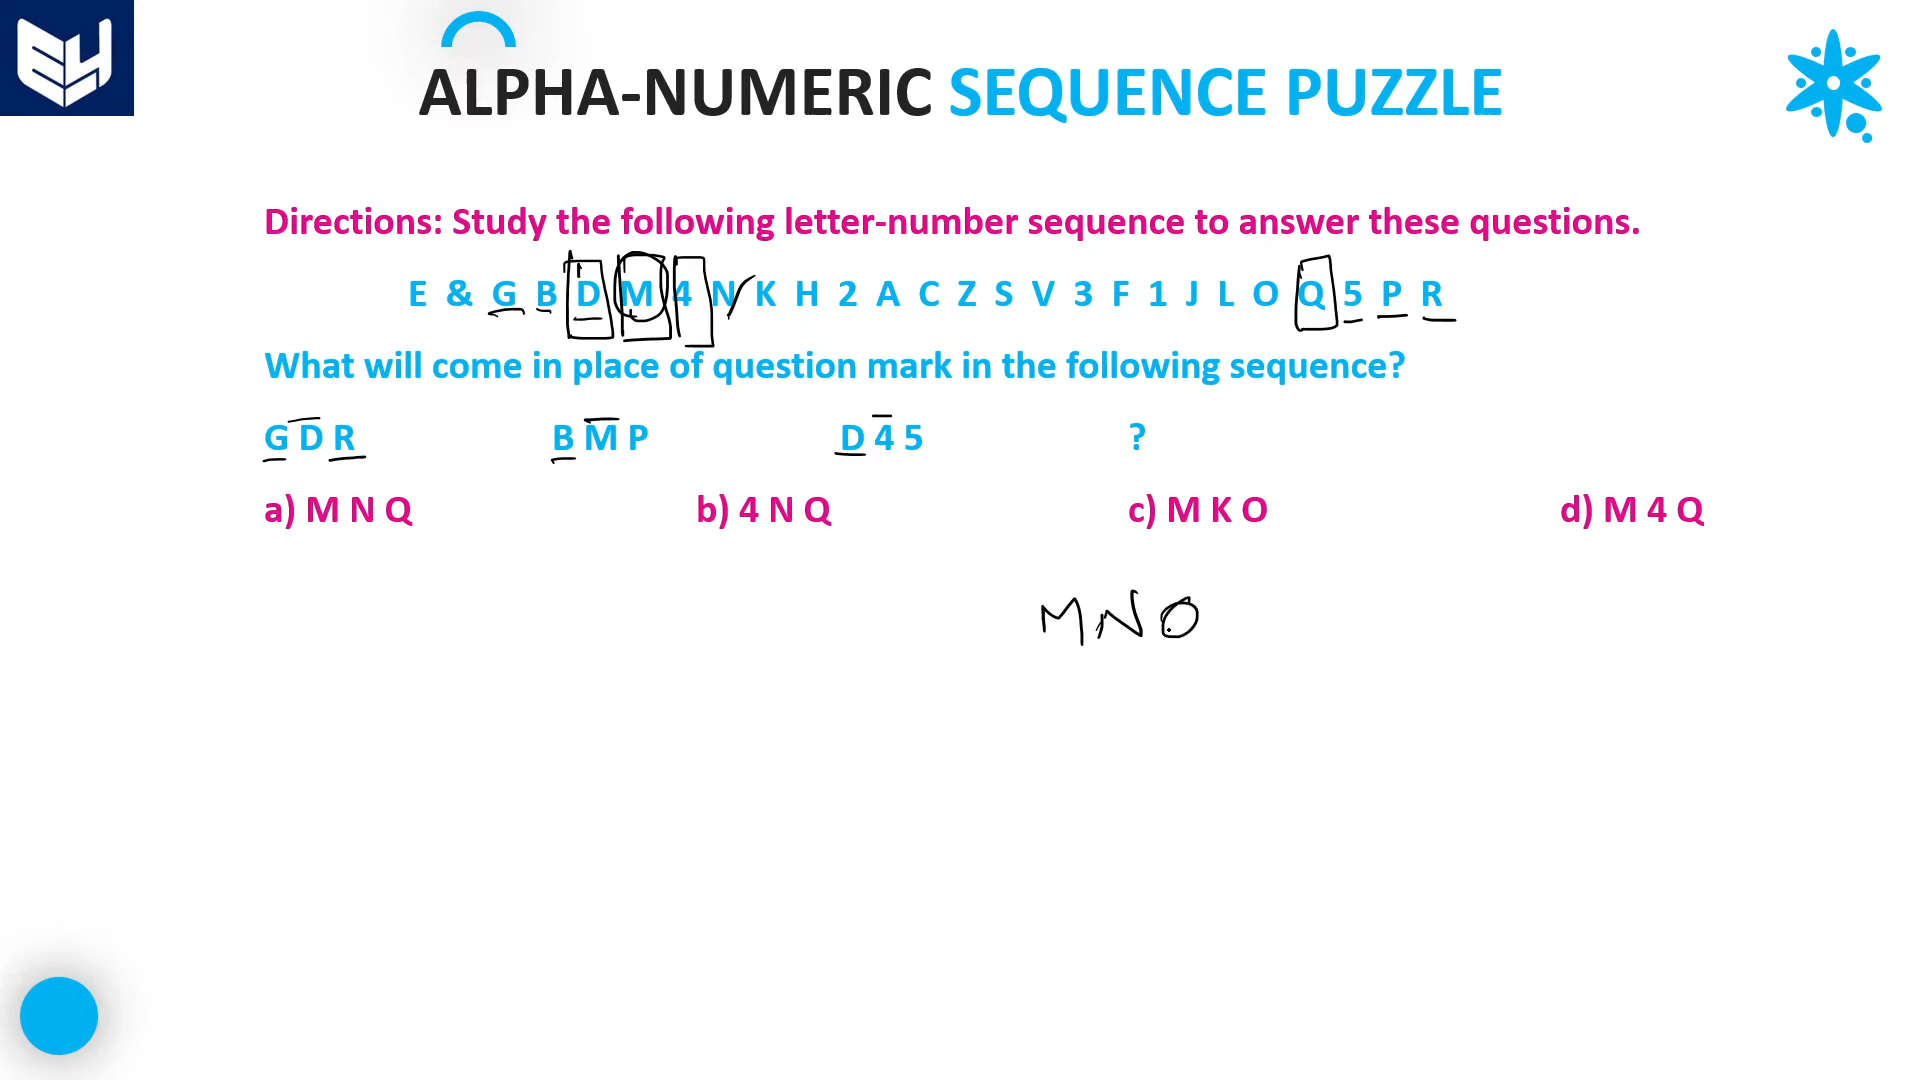 ALPHA-NUMERIC SEQUENCE PUZZLE
Directions: Study the following letter-number sequence to answer these questions.
E & G B D M 4 N K H 2 A C Z S V 3 F 1 J L O Q 5 P R
What will come in place of question mark in the following sequence?
G D R B M P D 4 5 ?
a) M N Q b) 4 N Q c) M K O d) M 4 Q
M N O